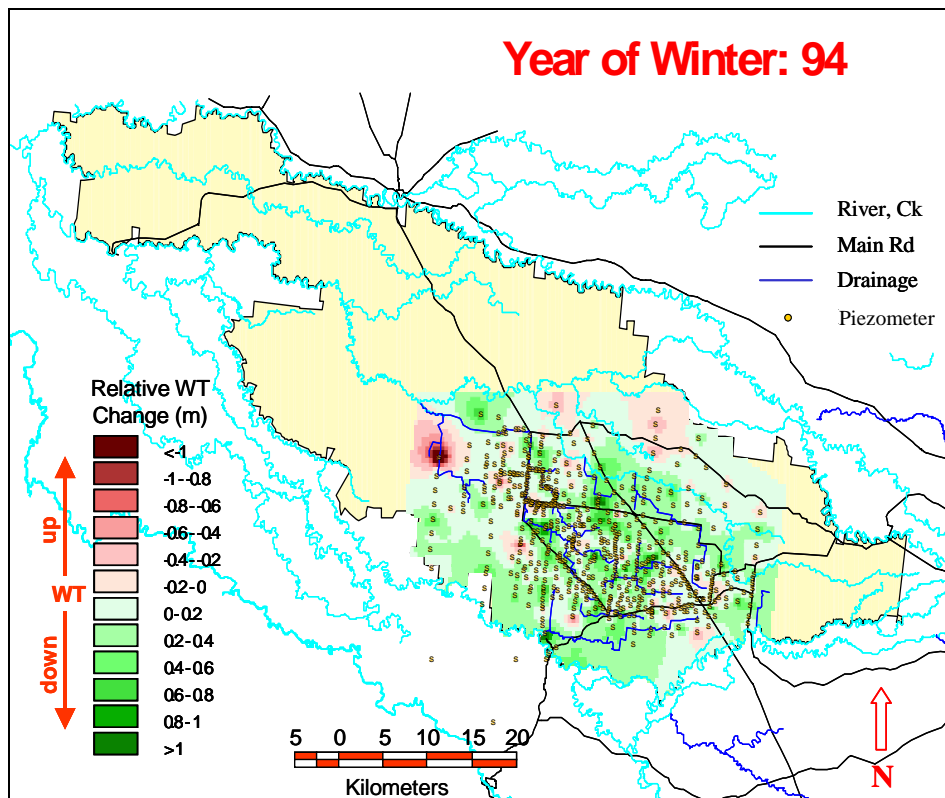 Year of Winter: 94
River, Ck
Main Rd
Drainage
Piezometer
Relative WT
Change (m)
<-1
-1--0.8
-0.8--0.6
-0.6--0.4
-0.4--0.2
-0.2-0
0-0.2
0.2-0.4
0.4-0.6
0.6-0.8
0.8-1
>1
up
WT
down
5 0 5 10 15 20
Kilometers
N